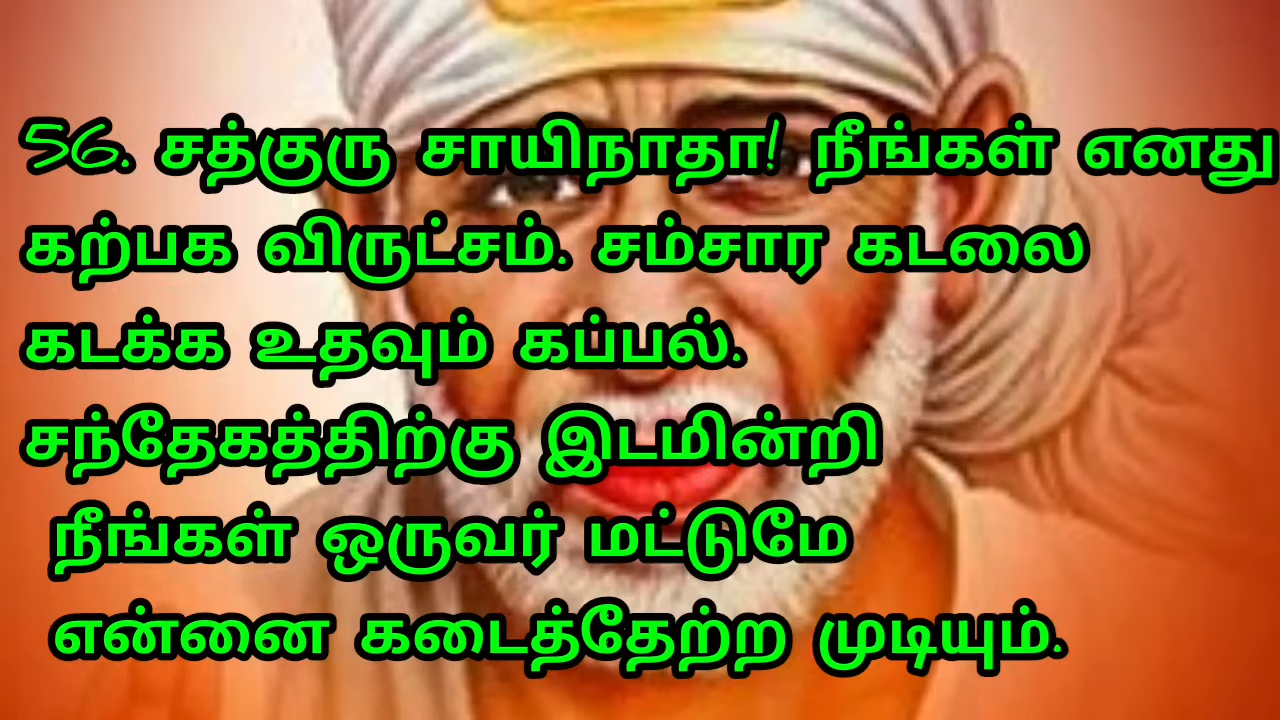 56. சத்குரு சாயிநாதா! நீங்கள் எனது
கற்பக விருட்சம். சம்சார கடலை
கடக்க உதவும் கப்பல்.
சந்தேகத்திற்கு இடமின்றி
நீங்கள் ஒருவர் மட்டுமே
என்னை கடைத்தேற்ற முடியும்.